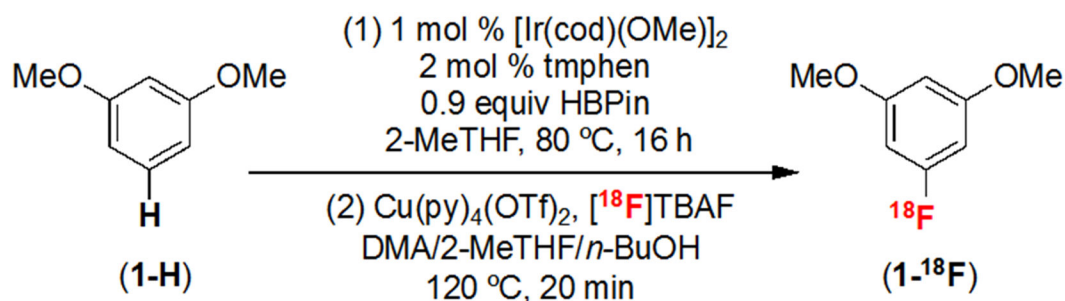 (1) 1 mol % [Ir(cod)(OMe)]₂
2 mol % tmphen
0.9 equiv HBPin
2-MeTHF, 80 ºC, 16 h
(2) Cu(py)₄(OTf)₂, [¹⁸F]TBAF
DMA/2-MeTHF/n-BuOH
120 ºC, 20 min
MeO OMe
H
(1-H)
MeO OMe
¹⁸F
(1-¹⁸F)